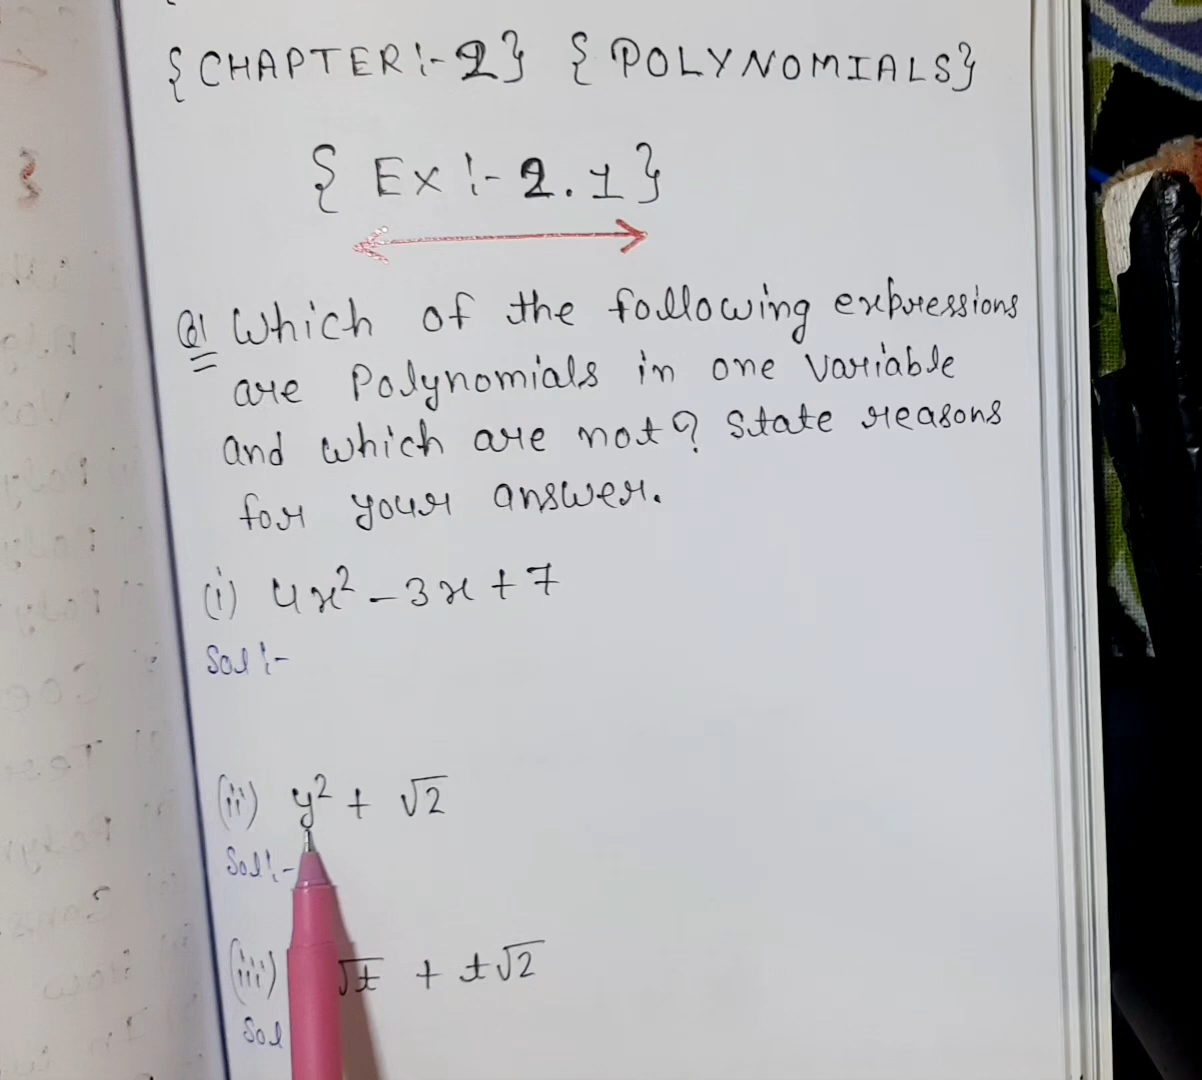 {CHAPTER:-2} {POLYNOMIALS}
{Ex:-2.1}
Q1 Which of the following expressions
are Polynomials in one variable
and which are not? State reasons
for your answer.
(i) 4x² - 3x + 7
Sol:-
(ii) y² + √2
Sol:-
(iii) √t + t√2
Sol